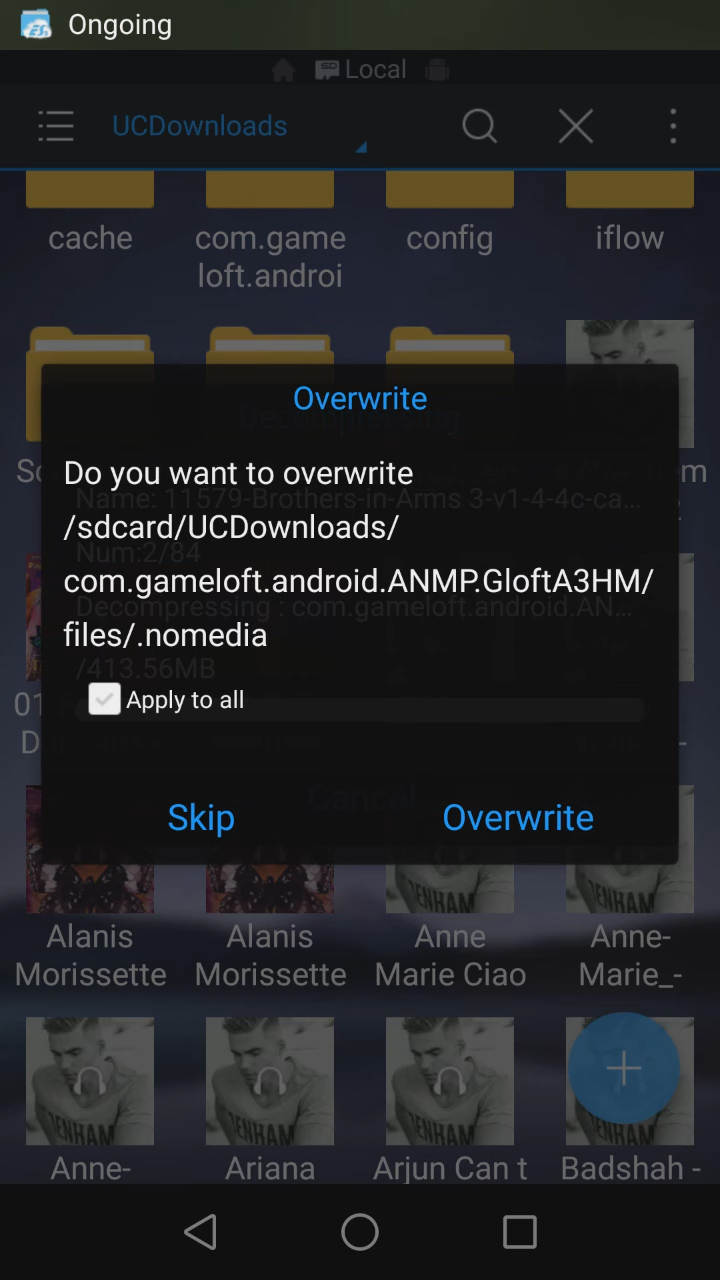 Ongoing
Local
UCDownloads
cache
com.game
loft.androi
config
iflow
Overwrite
Decompressing
Do you want to overwrite
Name: 11579-Brothers-in-Arms 3-v1-4-4c-ca...
/sdcard/UCDownloads/
Num:2/84
com.gameloft.android.ANMP.GloftA3HM/
Decompressing : com.gameloft.android.AN...
files/.nomedia
/413.56MB
Apply to all
Cancel
Skip
Overwrite
Alanis
Morissette
Alanis
Morissette
Anne
Marie Ciao
Anne-
Marie_-
Anne-
Ariana
Arjun Can t
Badshah -